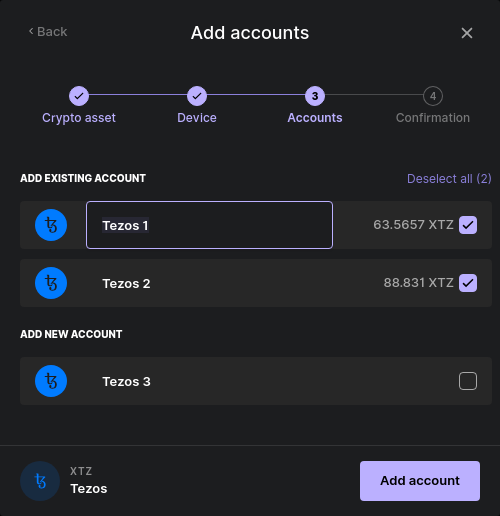 Back
Add accounts
3
4
Crypto asset
Device
Accounts
Confirmation
ADD EXISTING ACCOUNT
Deselect all (2)
Tezos 1
63.5657 XTZ
Tezos 2
88.831 XTZ
ADD NEW ACCOUNT
Tezos 3
XTZ
Tezos
Add account